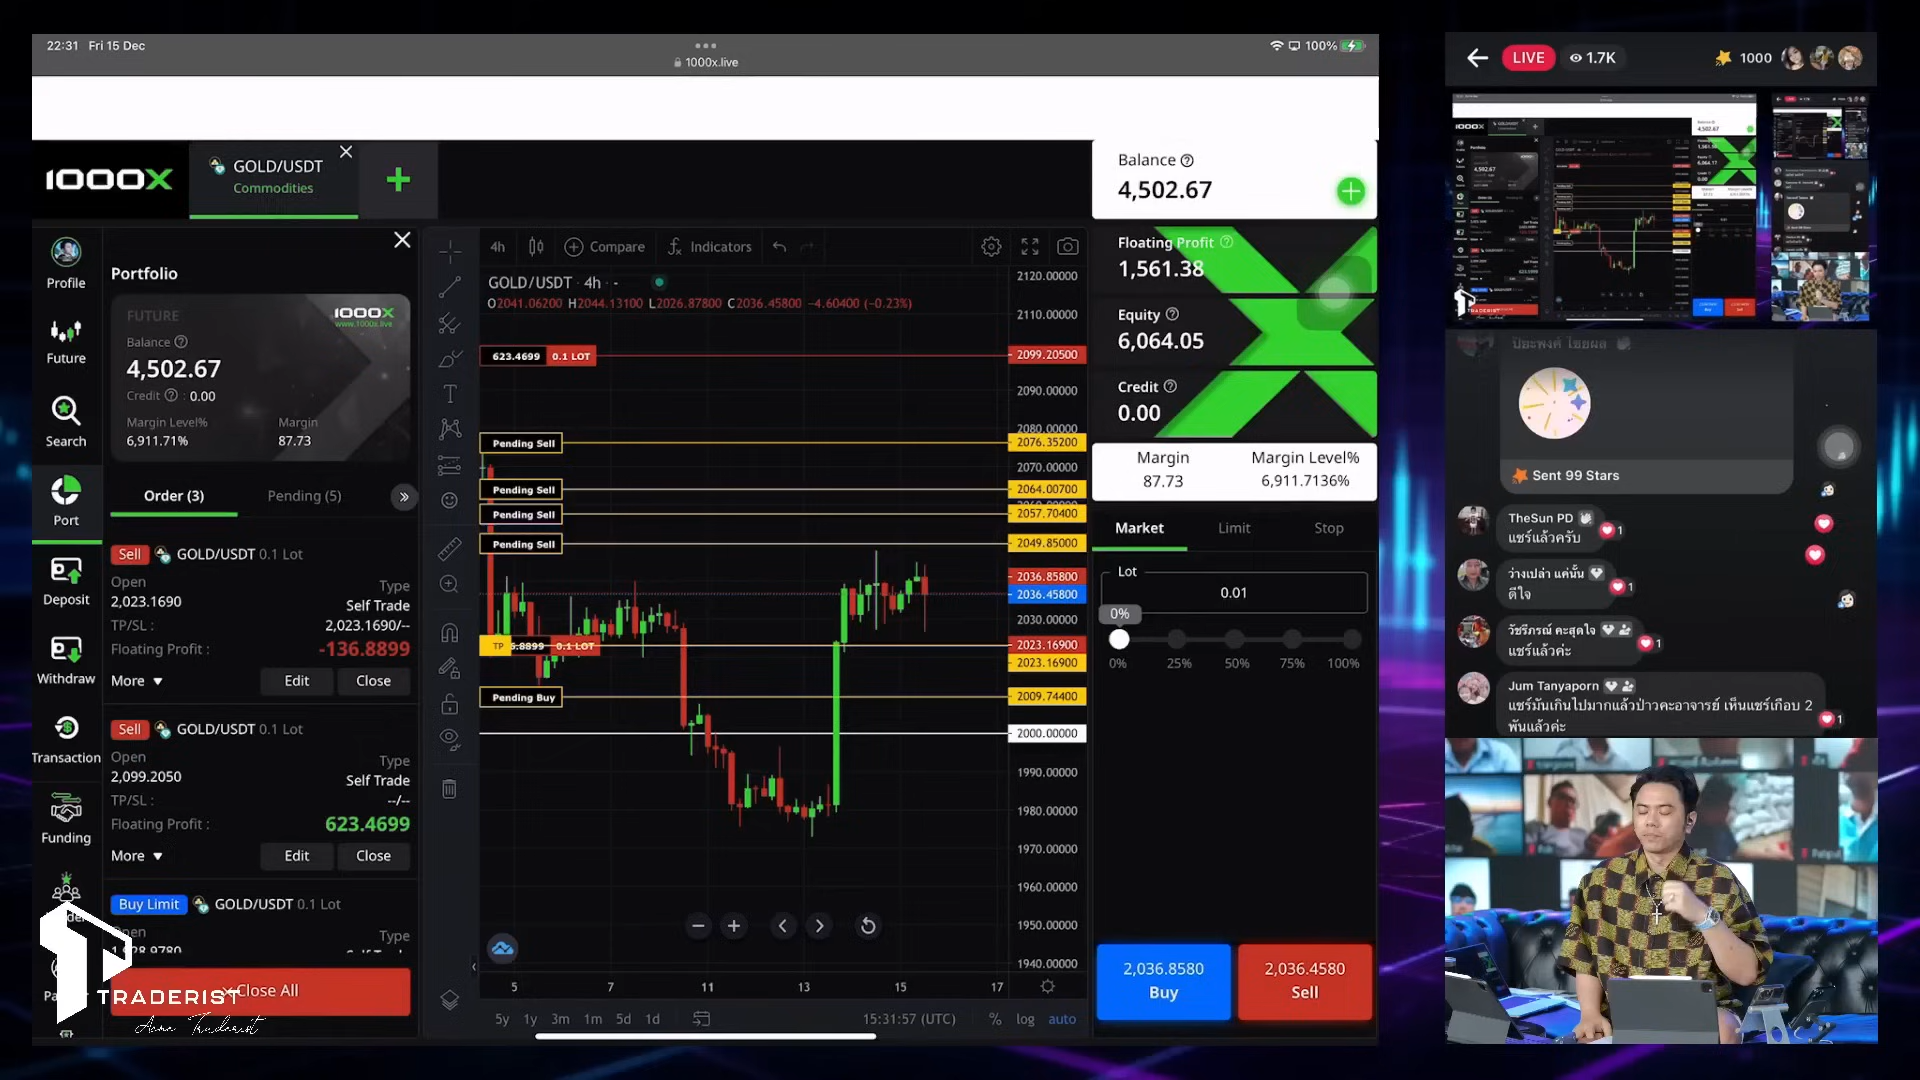 22:31 Fri 15 Dec
100%
1000x.live
1000X
GOLD/USDT
Commodities
Balance
4,502.67
Floating Profit
1,561.38
Equity
6,064.05
Credit
0.00
Margin
87.73
Margin Level%
6,911.7136%
Market
Limit
Stop
Lot
0.01
0%
0%
25%
50%
75%
100%
2,036.8580
Buy
2,036.4580
Sell
Profile
Future
Search
Port
Deposit
Withdraw
Transaction
Funding
Portfolio
FUTURE
1000X
www.1000x.live
Balance
4,502.67
Credit : 0.00
Margin Level%
6,911.71%
Margin
87.73
Order (3)
Pending (5)
Sell GOLD/USDT 0.1 Lot
Open
2,023.1690
Type
Self Trade
TP/SL :
2,023.1690/--
Floating Profit :
-136.8899
More
Edit
Close
Sell GOLD/USDT 0.1 Lot
Open
2,099.2050
Type
Self Trade
TP/SL :
--/--
Floating Profit :
623.4699
More
Edit
Close
Buy Limit GOLD/USDT 0.1 Lot
Type
Close All
TRADERIST
4h
Compare
Indicators
GOLD/USDT · 4h · -
O2041.06200 H2044.13100 L2026.87800 C2036.45800 -4.60400 (-0.23%)
623.4699 0.1 LOT
Pending Sell
Pending Sell
Pending Sell
Pending Sell
TP
0.1 LOT
Pending Buy
2120.00000
2110.00000
2099.20500
2090.00000
2076.35200
2070.00000
2064.00700
2057.70400
2049.85000
2036.85800
2036.45800
2030.00000
2023.16900
2023.16900
2009.74400
2000.00000
1990.00000
1980.00000
1970.00000
1960.00000
1950.00000
1940.00000
5
7
11
13
15
17
5y 1y 3m 1m 5d 1d
15:31:57 (UTC)
% log auto
LIVE
1.7K
1000
Sent 99 Stars
TheSun PD
แชร์แล้วครับ
1
ว่างเปล่า แค่นั้น
ดีใจ
1
วัชรีภรณ์ คะสุดใจ
แชร์แล้วค่ะ
1
Jum Tanyaporn
แชร์มันเกินไปมากแล้วป่าวคะอาจารย์ เห็นแชร์เกือบ 2
พันแล้วค่ะ
1